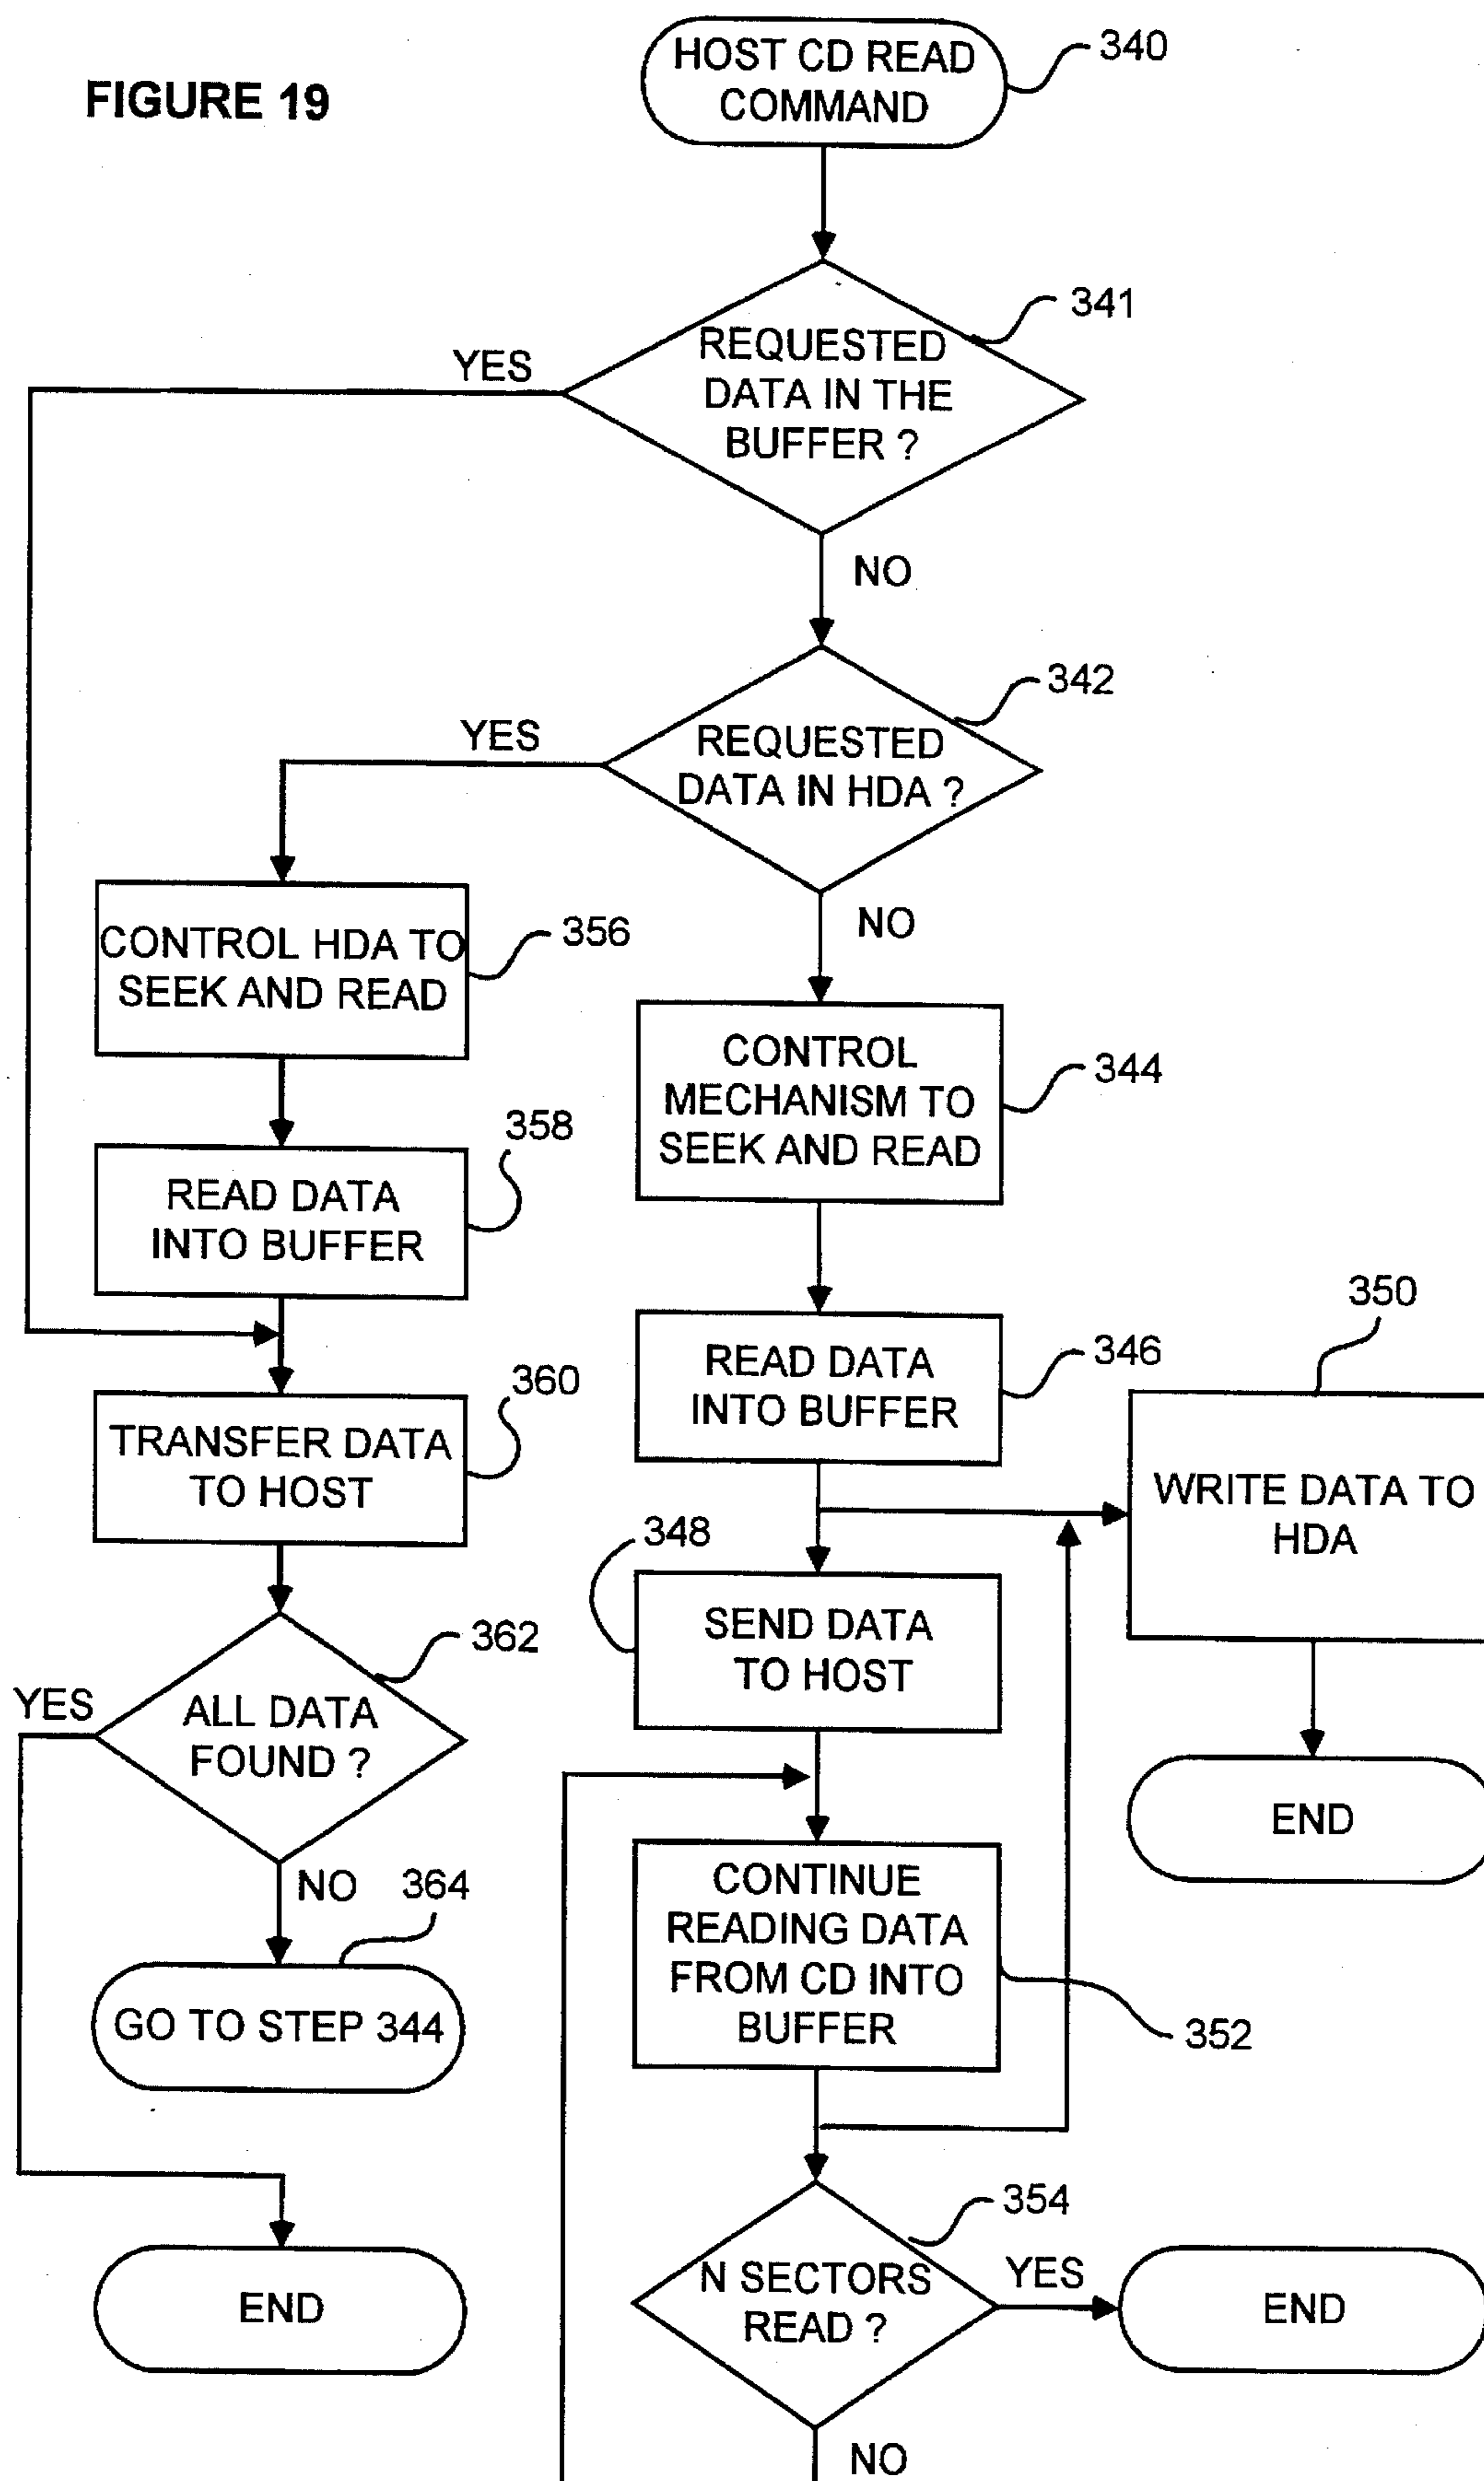 FIGURE 19
HOST CD READ
COMMAND
340
REQUESTED
DATA IN THE
BUFFER ?
341
YES
NO
REQUESTED
DATA IN HDA ?
342
YES
NO
CONTROL HDA TO
SEEK AND READ
356
CONTROL
MECHANISM TO
SEEK AND READ
344
READ DATA
INTO BUFFER
358
READ DATA
INTO BUFFER
346
350
WRITE DATA TO
HDA
TRANSFER DATA
TO HOST
360
348
SEND DATA
TO HOST
362
YES
ALL DATA
FOUND ?
END
NO
364
GO TO STEP 344
CONTINUE
READING DATA
FROM CD INTO
BUFFER
352
354
N SECTORS
READ ?
YES
END
END
NO